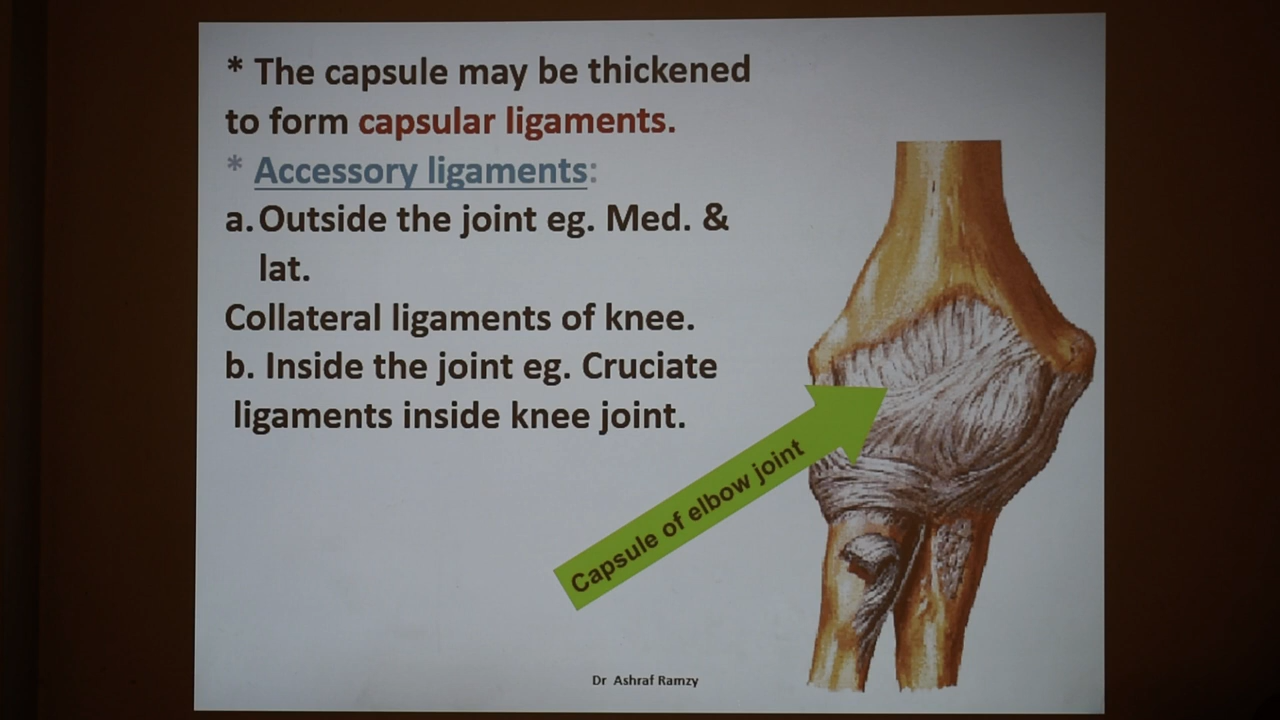 * The capsule may be thickened
to form capsular ligaments.
* Accessory ligaments:
a. Outside the joint eg. Med. &
lat.
Collateral ligaments of knee.
b. Inside the joint eg. Cruciate
ligaments inside knee joint.
Capsule of elbow joint
Dr Ashraf Ramzy